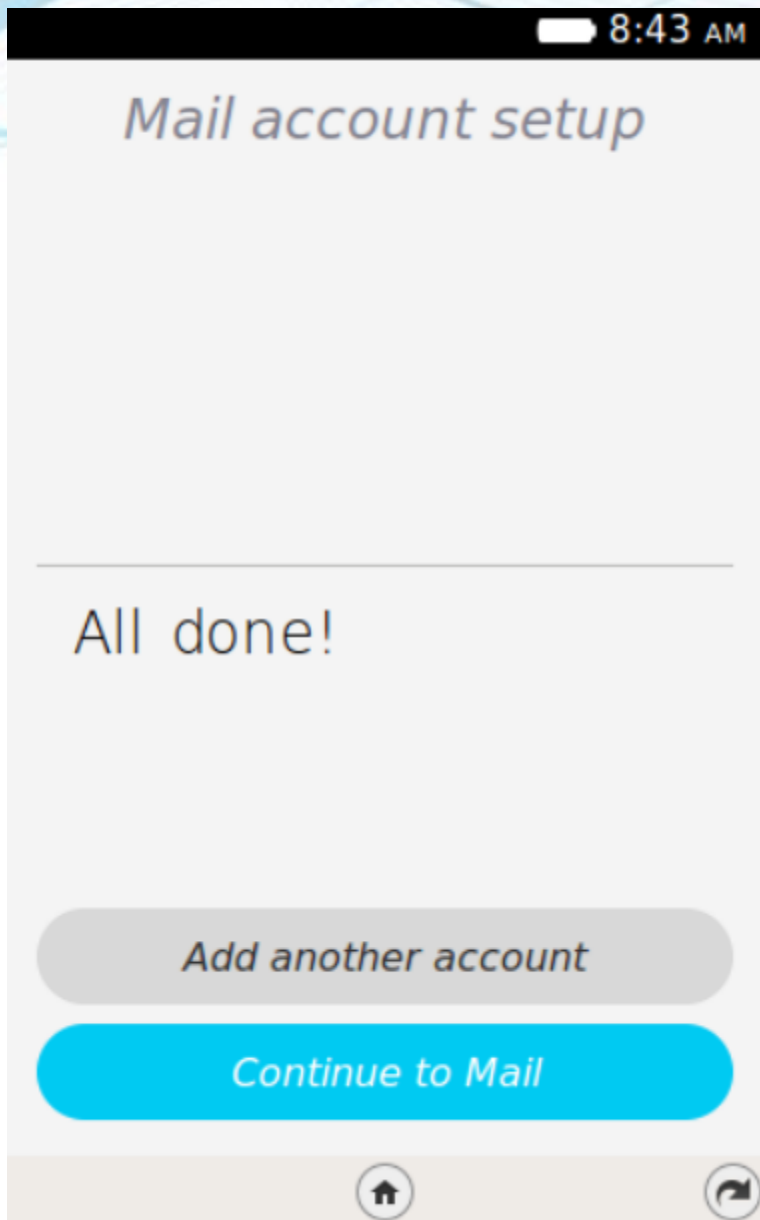 8:43 AM
Mail account setup
All done!
Add another account
Continue to Mail